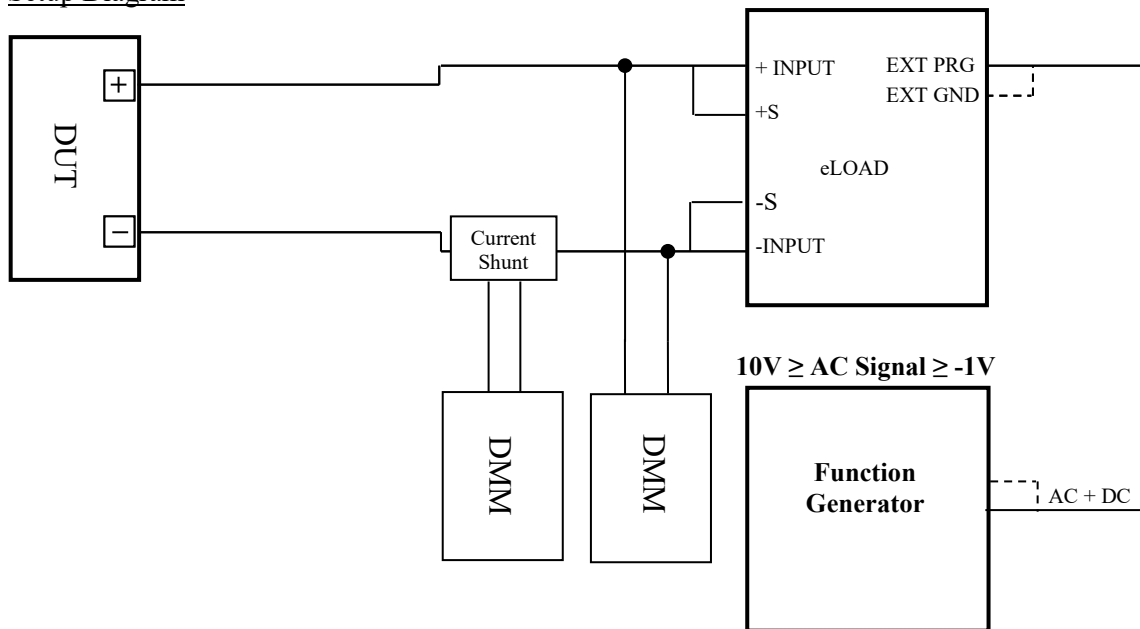 Setup Diagram
DUT
+
−
+ INPUT
+S
eLOAD
-S
-INPUT
EXT PRG
EXT GND
Current
Shunt
DMM
DMM
10V ≥ AC Signal ≥ -1V
Function
Generator
AC + DC